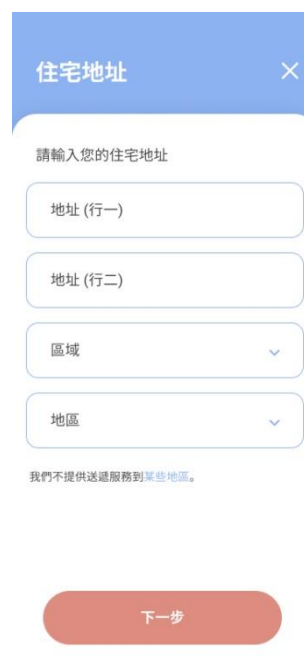 住宅地址
請輸入您的住宅地址
地址 (行一)
地址 (行二)
區域
地區
我們不提供送遞服務到某些地區。
下一步